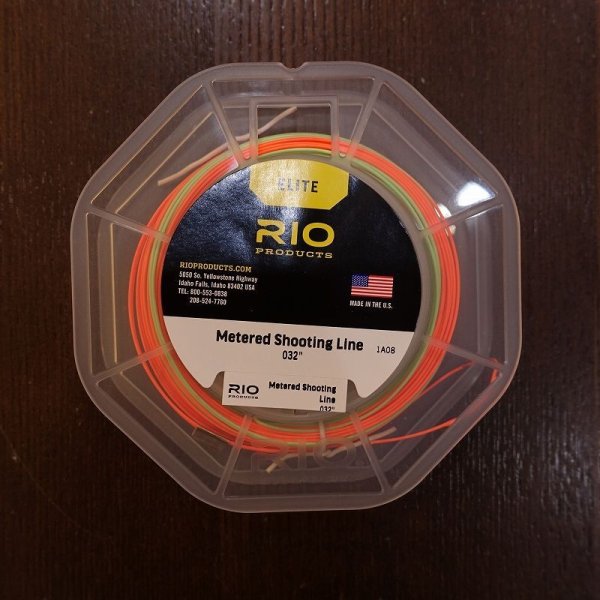 ELITE
RIO
PRODUCTS
RIOPRODUCTS.COM
5050 So. Yellowstone Highway
Idaho Falls, Idaho 83402 USA
TEL: 800-553-0838
208-524-7760
MADE IN THE U.S.
Metered Shooting Line
032"
1A08
RIO
PRODUCTS
Metered Shooting
Line
032"
RIO